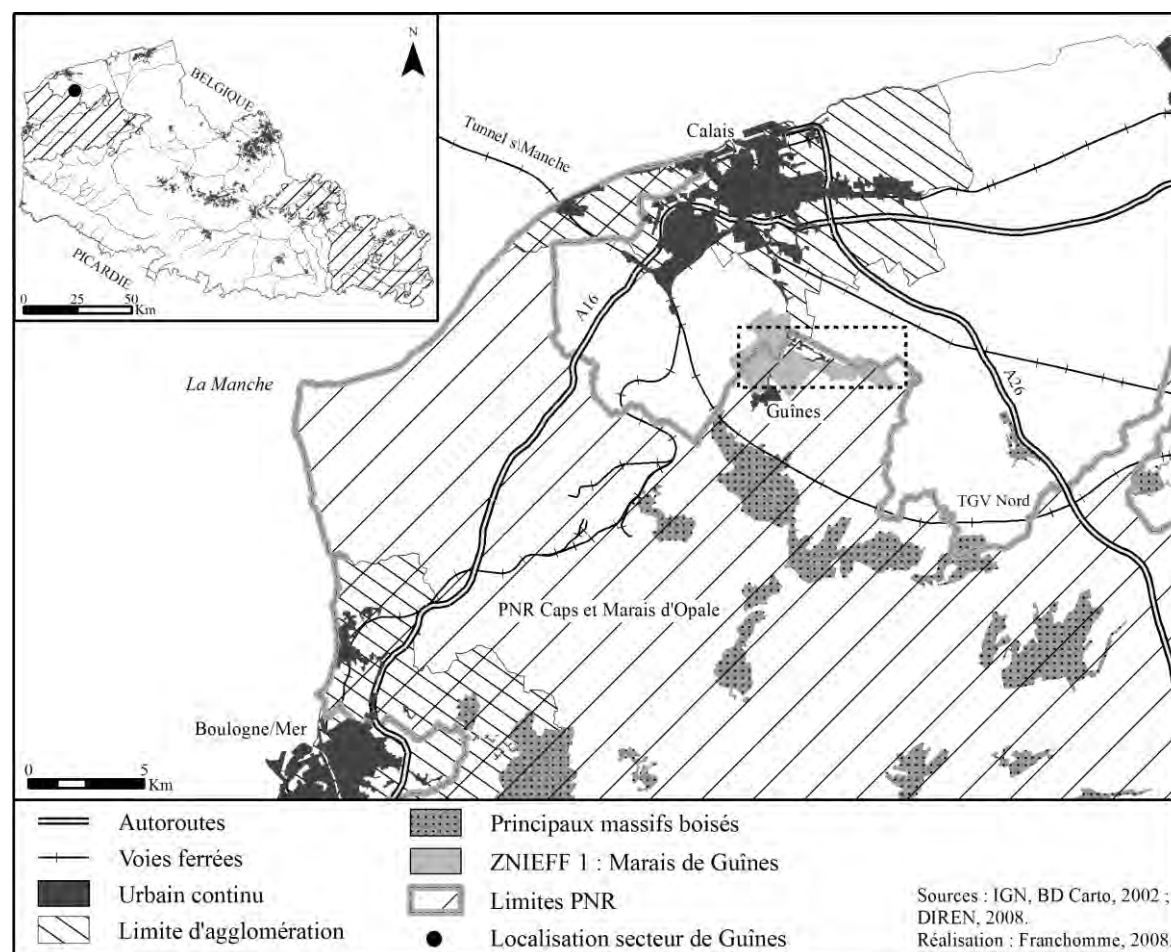 N
BELGIQUE
PICARDIE
0 25 50
Km
Tunnel s\Manche
Calais
A16
La Manche
Guînes
A26
TGV Nord
PNR Caps et Marais d'Opale
Boulogne/Mer
0 5
Km
Autoroutes
Voies ferrées
Urbain continu
Limite d'agglomération
Principaux massifs boisés
ZNIEFF 1 : Marais de Guînes
Limites PNR
Localisation secteur de Guînes
Sources : IGN, BD Carto, 2002 ;
DIREN, 2008.
Réalisation : Franchomme, 2008